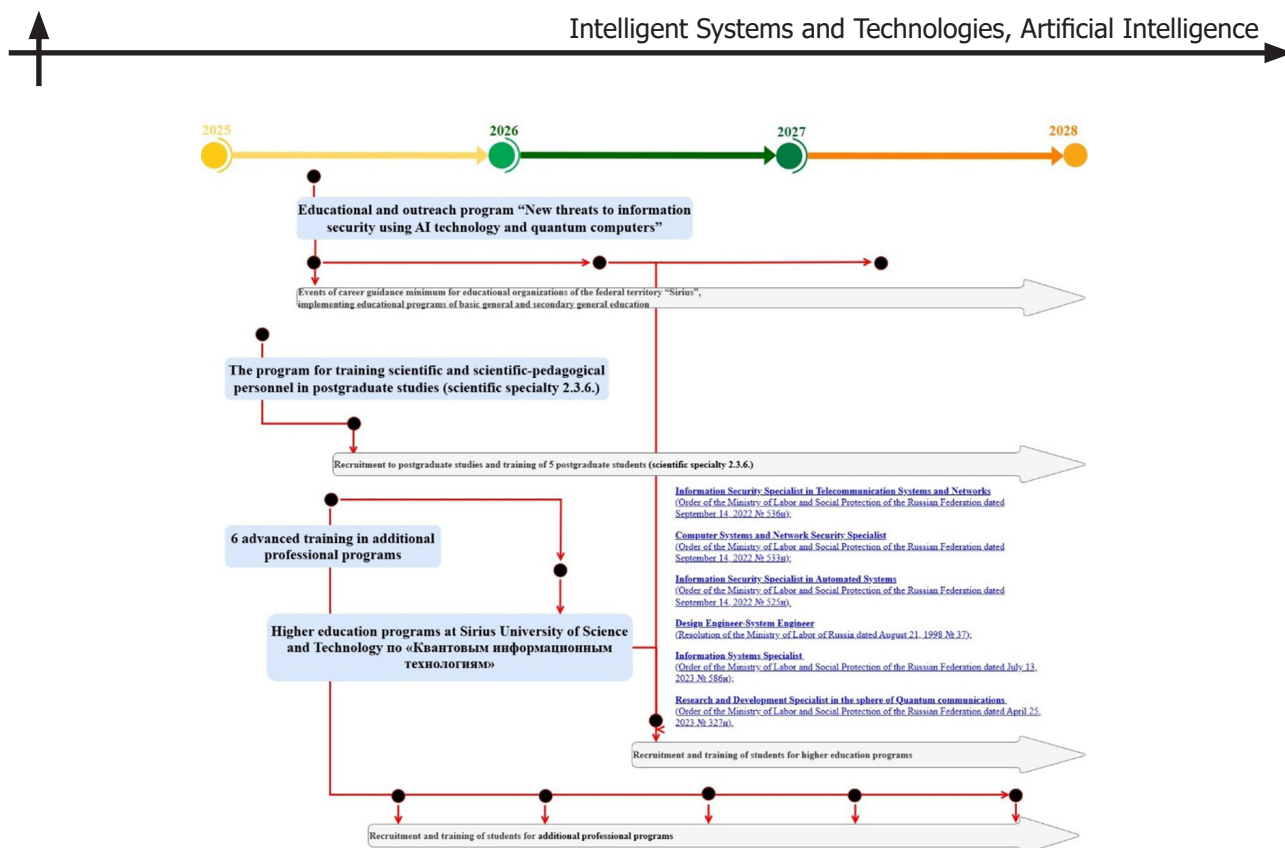 Intelligent Systems and Technologies, Artificial Intelligence
2025
2026
2027
2028
Educational and outreach program “New threats to information
security using AI technology and quantum computers”
Events of career guidance minimum for educational organizations of the federal territory “Sirius”,
implementing educational programs of basic general and secondary general education
The program for training scientific and scientific-pedagogical
personnel in postgraduate studies (scientific specialty 2.3.6.)
Recruitment to postgraduate studies and training of 5 postgraduate students (scientific specialty 2.3.6.)
6 advanced training in additional
professional programs
Higher education programs at Sirius University of Science
and Technology по «Квантовым информационным
технологиям»
Information Security Specialist in Telecommunication Systems and Networks
(Order of the Ministry of Labor and Social Protection of the Russian Federation dated
September 14, 2022 № 536н);
Computer Systems and Network Security Specialist
(Order of the Ministry of Labor and Social Protection of the Russian Federation dated
September 14, 2022 № 533н);
Information Security Specialist in Automated Systems
(Order of the Ministry of Labor and Social Protection of the Russian Federation dated
September 14, 2022 № 525н).
Design Engineer-System Engineer
(Resolution of the Ministry of Labor of Russia dated August 21, 1998 № 37);
Information Systems Specialist
(Order of the Ministry of Labor and Social Protection of the Russian Federation dated July 13,
2023 № 586н);
Research and Development Specialist in the sphere of Quantum communications
(Order of the Ministry of Labor and Social Protection of the Russian Federation dated April 25,
2023 № 327н).
Recruitment and training of students for higher education programs
Recruitment and training of students for additional professional programs